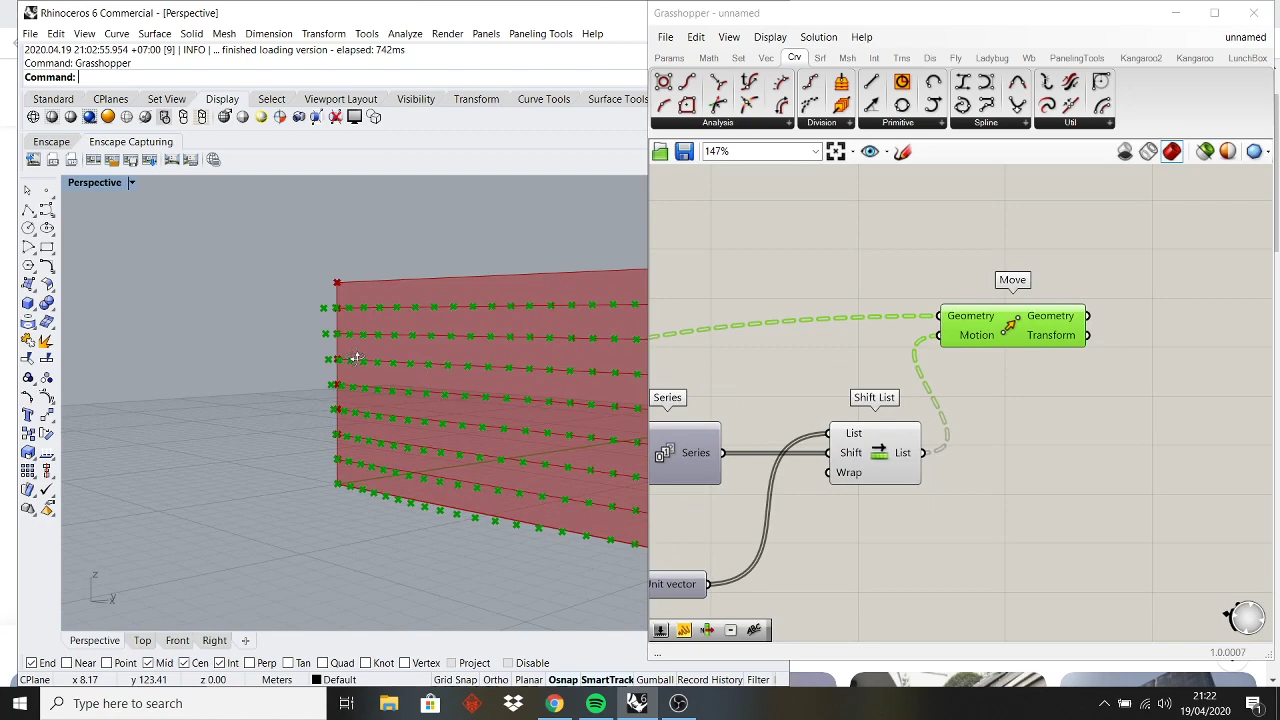 Rhinoceros 6 Commercial - [Perspective]
File Edit View Curve Surface Solid Mesh Dimension Transform Tools Analyze Render Panels PanelingTools Help
2020.04.19 21:02:55.954 +07:00 [9] | INFO | ... finished loading version - elapsed: 742ms
Command: Grasshopper
Command:
Standard CPlanes Set View Display Select Viewport Layout Visibility Transform Curve Tools Surface Tools
Escape Escape Capturing
Perspective
z
y
Perspective Top Front Right
End Near Point Mid Cen Int Perp Tan Quad Knot Vertex Project Disable
CPlane x 8.17 y 123.41 z 0.00 Meters Default Grid Snap Ortho Planar Osnap SmartTrack Gumball Record History Filter
Grasshopper - unnamed
File Edit View Display Solution Help unnamed
Params Math Set Vec Crv Srf Msh Int Trns Dis Fly Ladybug Wb PanelingTools Kangaroo2 Kangaroo LunchBox
Analysis Division Primitive Spline Util
147%
Move
Geometry Geometry
Motion Transform
Series Shift List
List
Series Shift List
Wrap
Unit vector
...
1.0.0007
Type here to search
21:22
19/04/2020